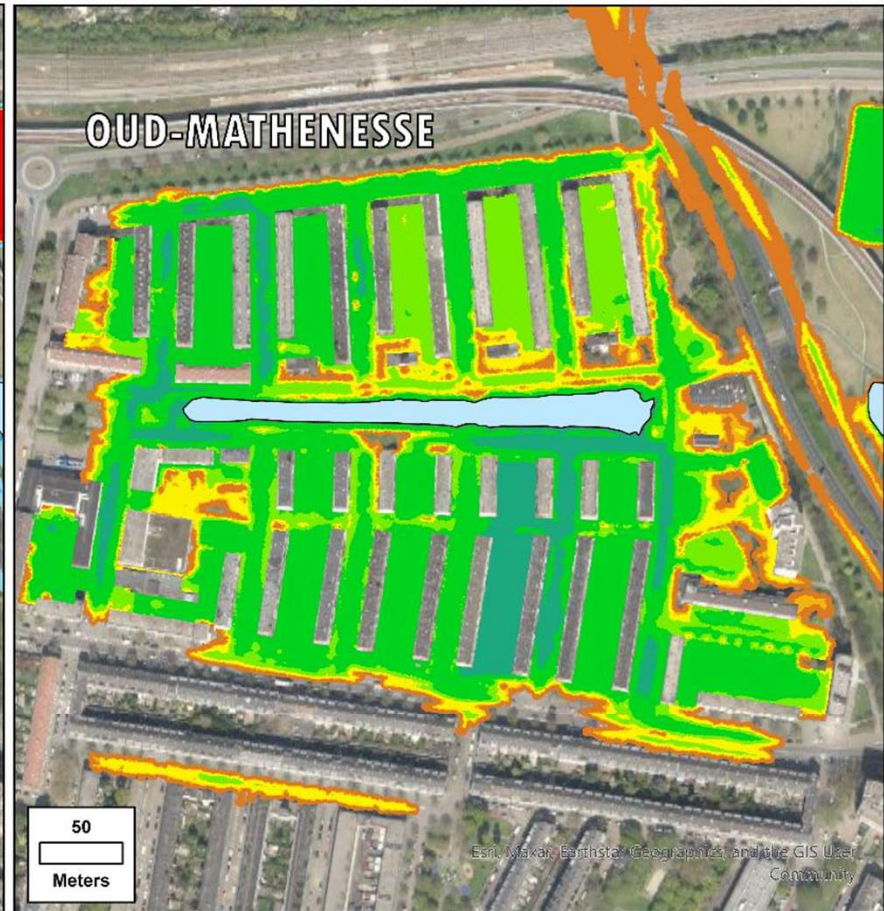 OUD-MATHENESSE
50
Meters
Esri, Maxar, Earthstar Geographics, and the GIS User
Community